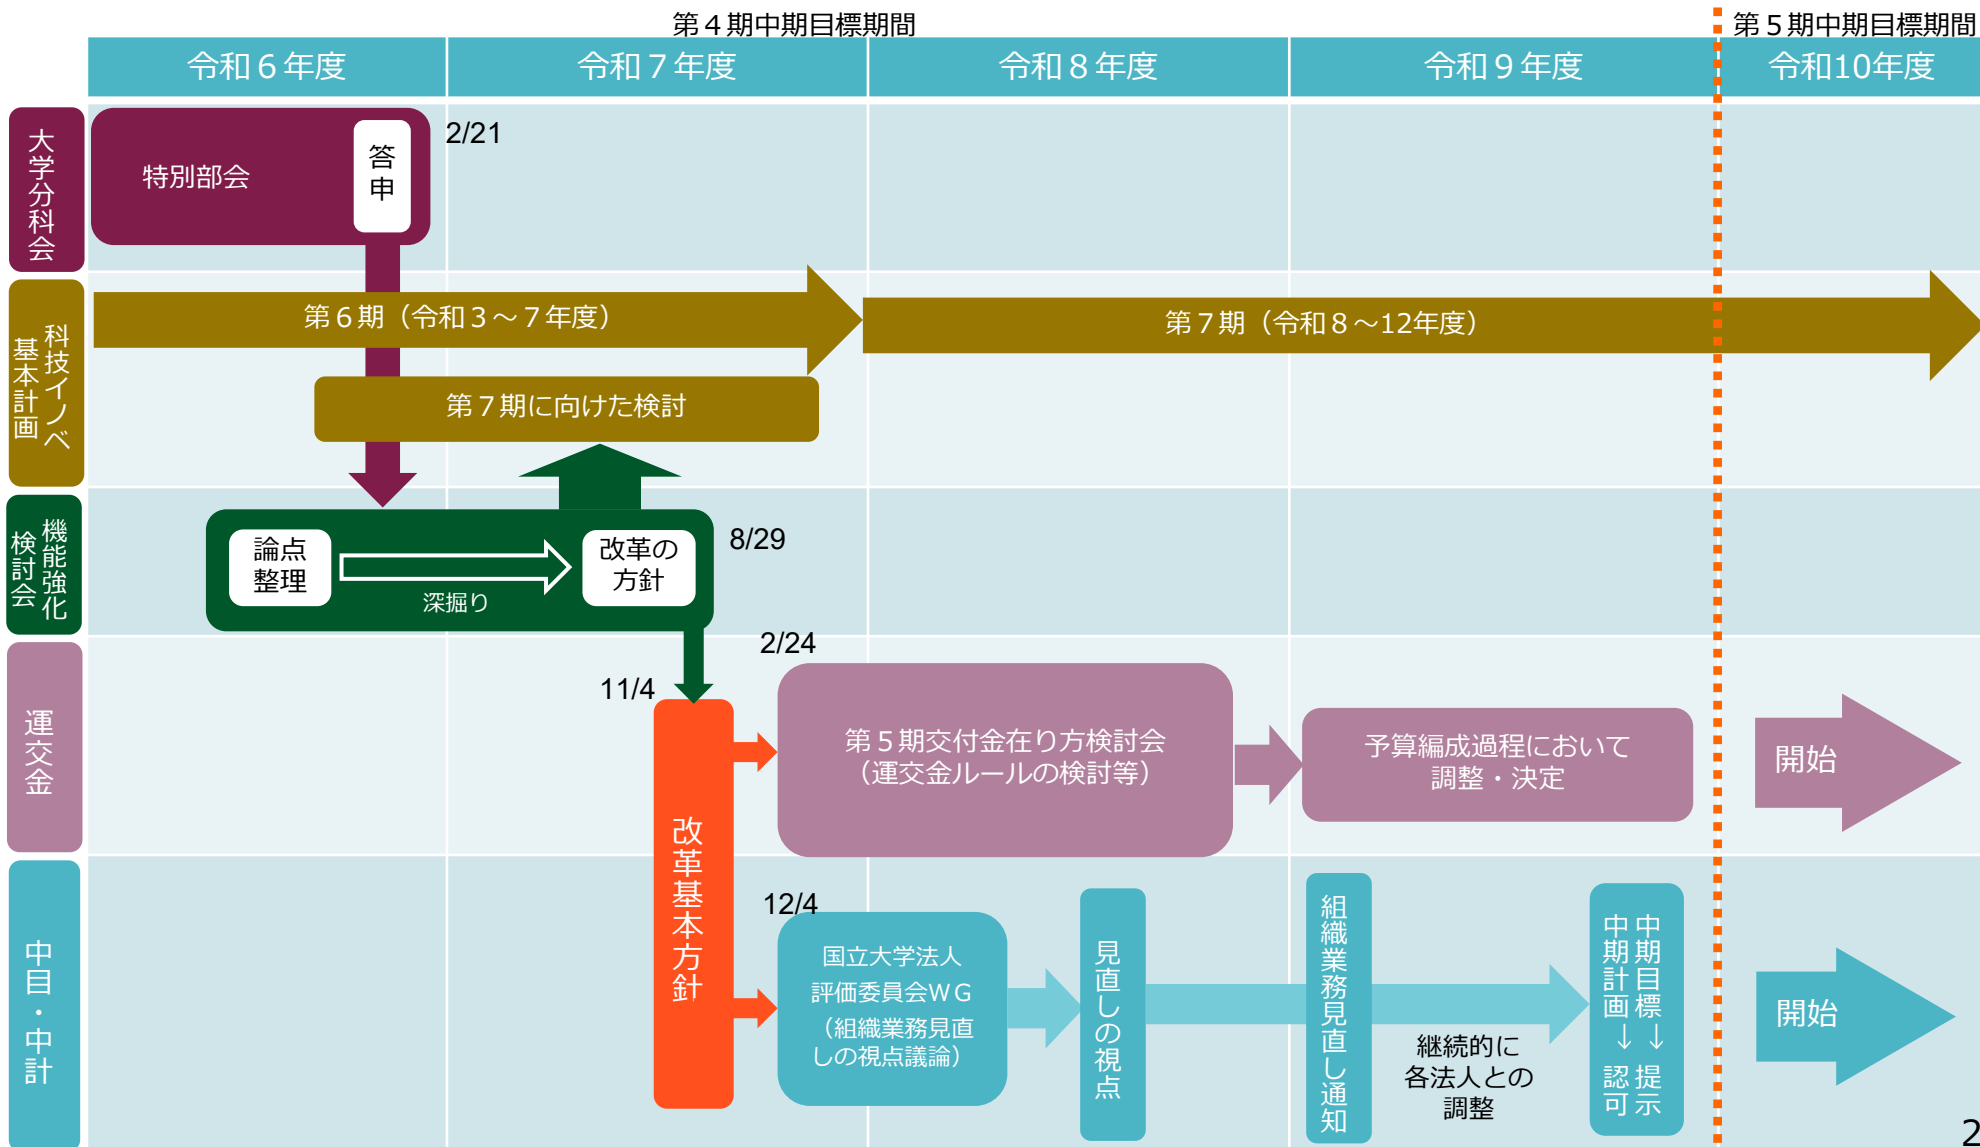 第４期中期目標期間
第５期中期目標期間
令和６年度
令和７年度
令和８年度
令和９年度
令和10年度
大学分科会
特別部会
答
申
2/21
科技イノベ
基本計画
第６期（令和３～７年度）
第７期（令和８～12年度）
第７期に向けた検討
機能強化
検討会
論点
整理
深掘り
改革の
方針
8/29
運交金
11/4
2/24
改革基本方針
第５期交付金在り方検討会
（運交金ルールの検討等）
予算編成過程において
調整・決定
開始
中目・中計
12/4
国立大学法人
評価委員会ＷＧ
（組織業務見直
しの視点議論）
見直しの視点
組織業務見直し通知
継続的に
各法人との
調整
中期目標→提示
中期計画→認可
開始
2